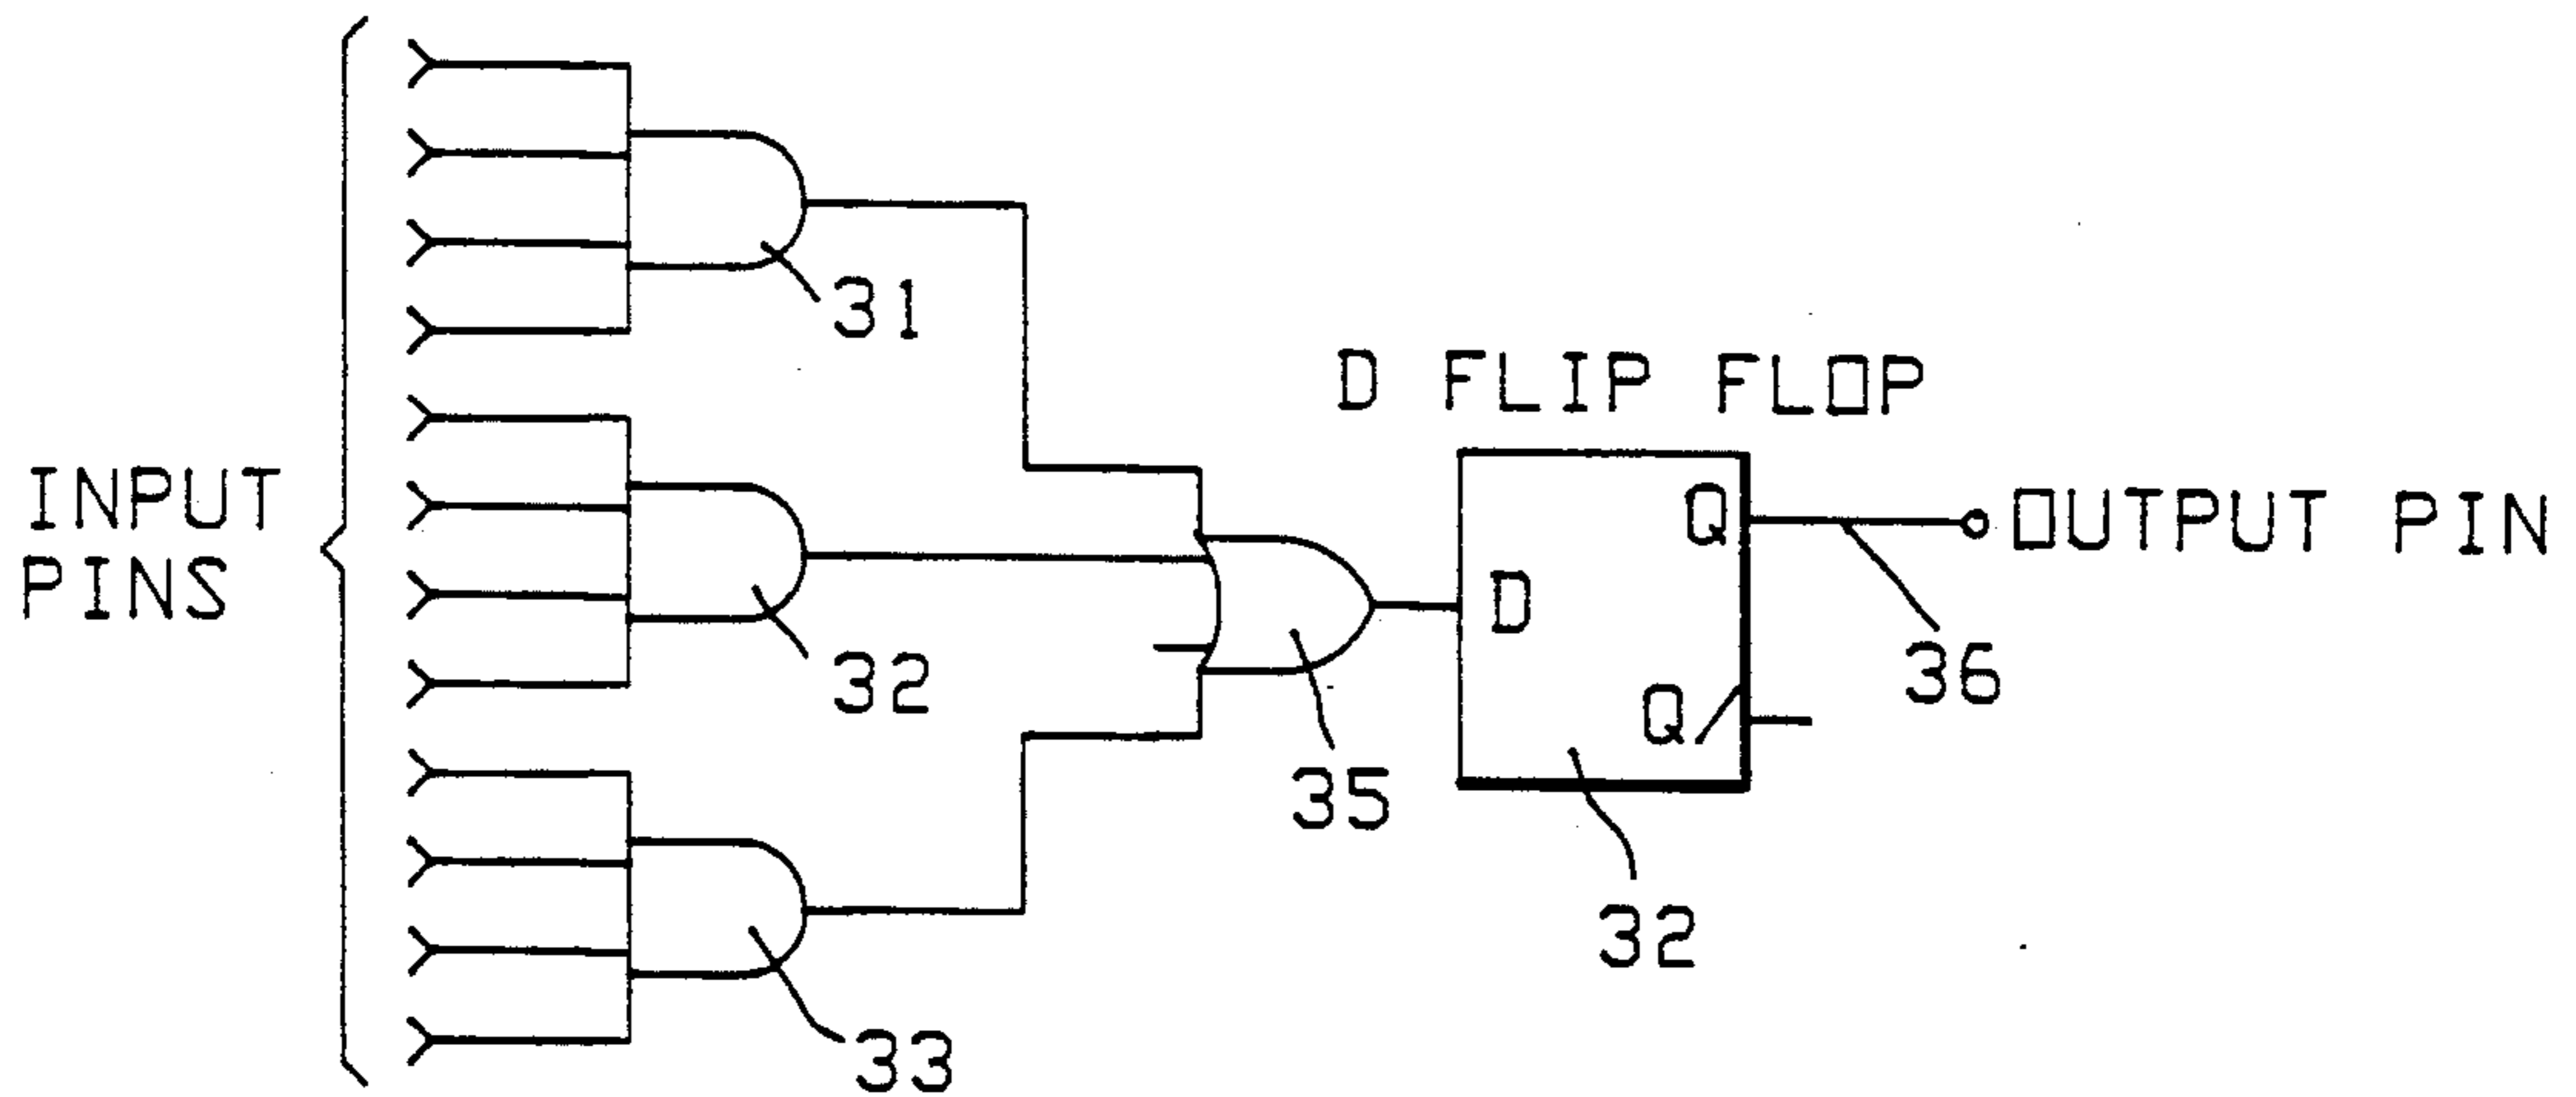 31
D FLIP FLOP
INPUT
PINS
Q
OUTPUT PIN
D
32
36
Q/
35
32
33